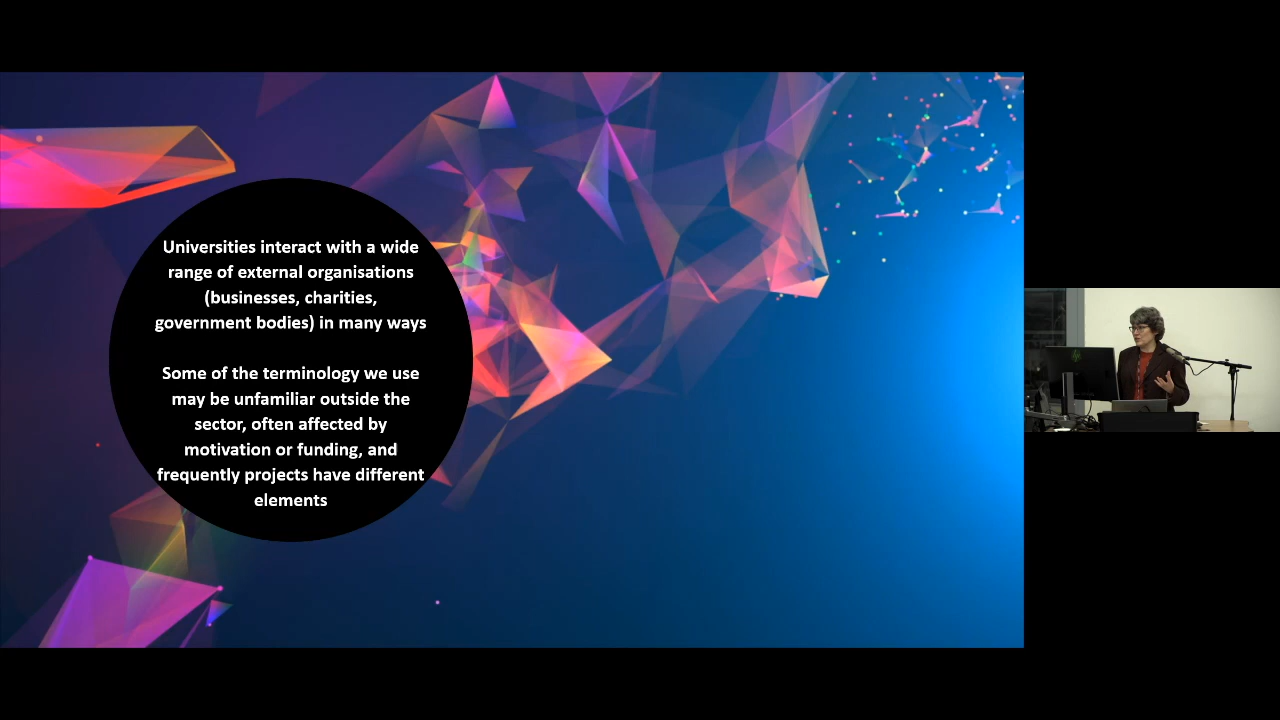 Universities interact with a wide
range of external organisations
(businesses, charities,
government bodies) in many ways
Some of the terminology we use
may be unfamiliar outside the
sector, often affected by
motivation or funding, and
frequently projects have different
elements